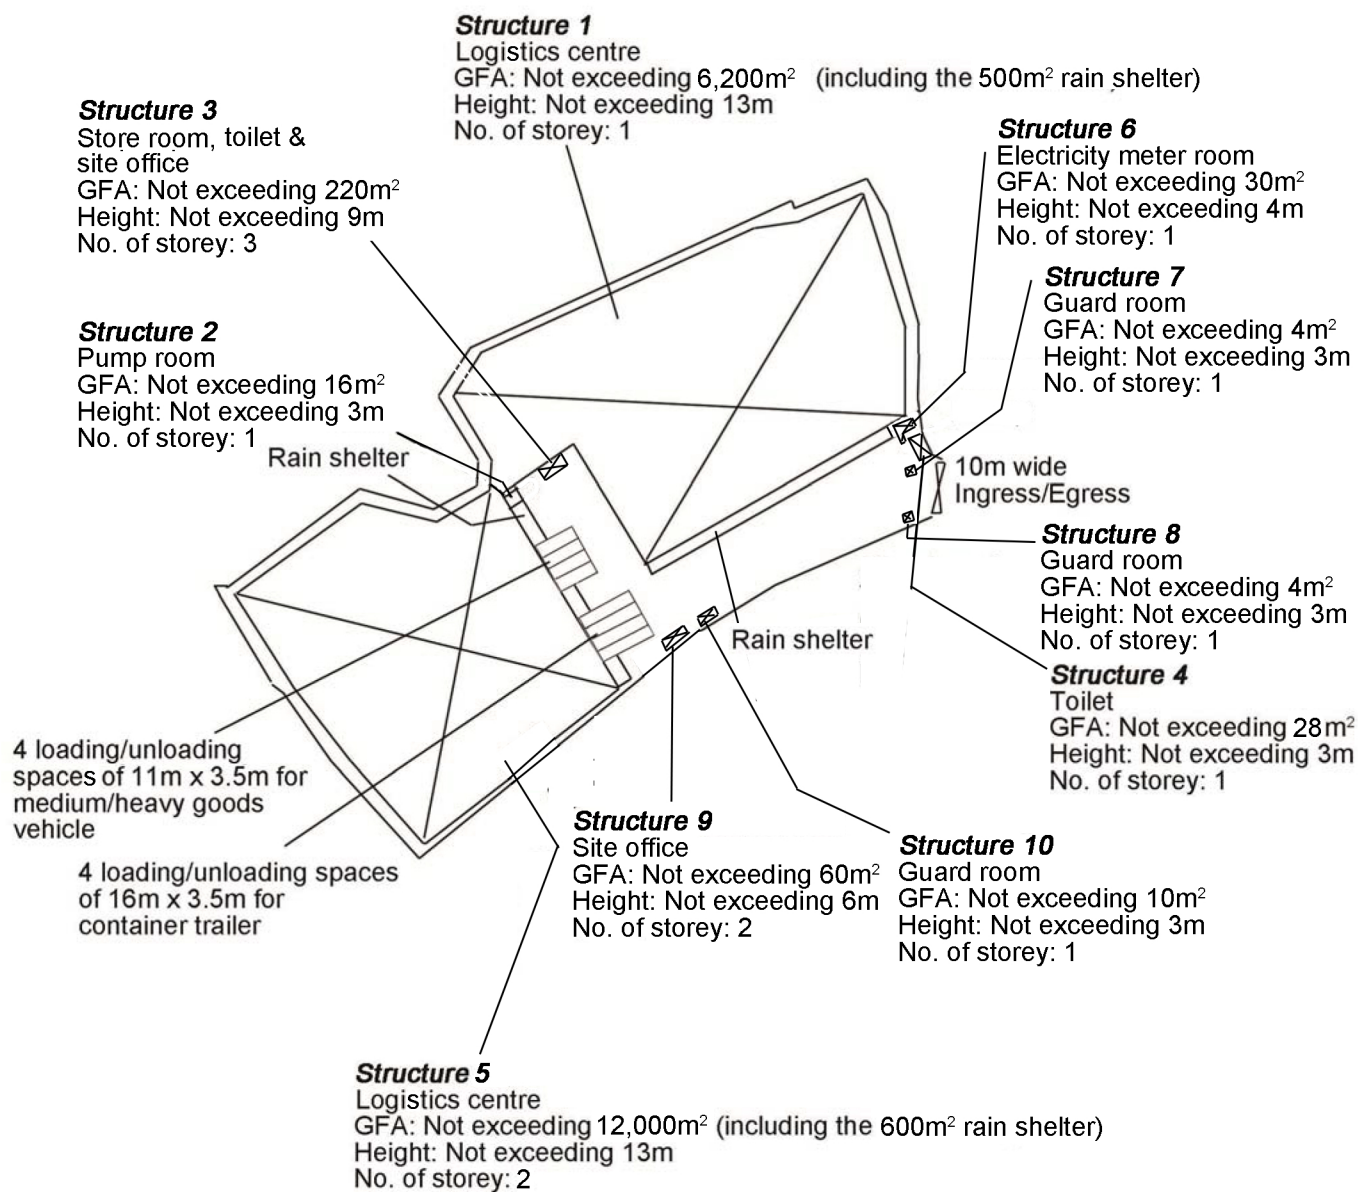 Structure 1
Logistics centre
GFA: Not exceeding 6,200m² (including the 500m² rain shelter)
Height: Not exceeding 13m
No. of storey: 1
Structure 3
Store room, toilet &
site office
GFA: Not exceeding 220m²
Height: Not exceeding 9m
No. of storey: 3
Structure 6
Electricity meter room
GFA: Not exceeding 30m²
Height: Not exceeding 4m
No. of storey: 1
Structure 7
Guard room
GFA: Not exceeding 4m²
Height: Not exceeding 3m
No. of storey: 1
Structure 2
Pump room
GFA: Not exceeding 16m²
Height: Not exceeding 3m
No. of storey: 1
Rain shelter
10m wide
Ingress/Egress
Structure 8
Guard room
GFA: Not exceeding 4m²
Height: Not exceeding 3m
No. of storey: 1
Rain shelter
Structure 4
Toilet
GFA: Not exceeding 28m²
Height: Not exceeding 3m
No. of storey: 1
4 loading/unloading
spaces of 11m x 3.5m for
medium/heavy goods
vehicle
4 loading/unloading spaces
of 16m x 3.5m for
container trailer
Structure 9
Site office
GFA: Not exceeding 60m²
Height: Not exceeding 6m
No. of storey: 2
Structure 10
Guard room
GFA: Not exceeding 10m²
Height: Not exceeding 3m
No. of storey: 1
Structure 5
Logistics centre
GFA: Not exceeding 12,000m² (including the 600m² rain shelter)
Height: Not exceeding 13m
No. of storey: 2